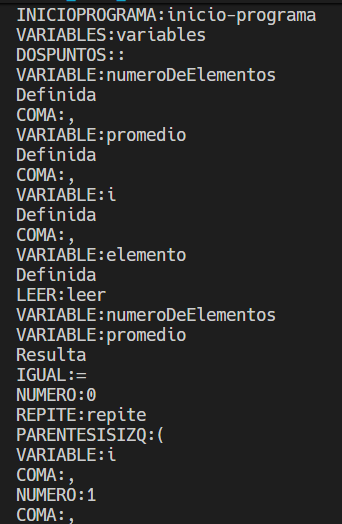 INICIOPROGRAMA:inicio-programa
VARIABLES:variables
DOSPUNTOS::
VARIABLE:numeroDeElementos
Definida
COMA:,
VARIABLE:promedio
Definida
COMA:,
VARIABLE:i
Definida
COMA:,
VARIABLE:elemento
Definida
LEER:leer
VARIABLE:numeroDeElementos
VARIABLE:promedio
Resulta
IGUAL:=
NUMERO:0
REPITE:repite
PARENTESISIZQ:(
VARIABLE:i
COMA:,
NUMERO:1
COMA:,